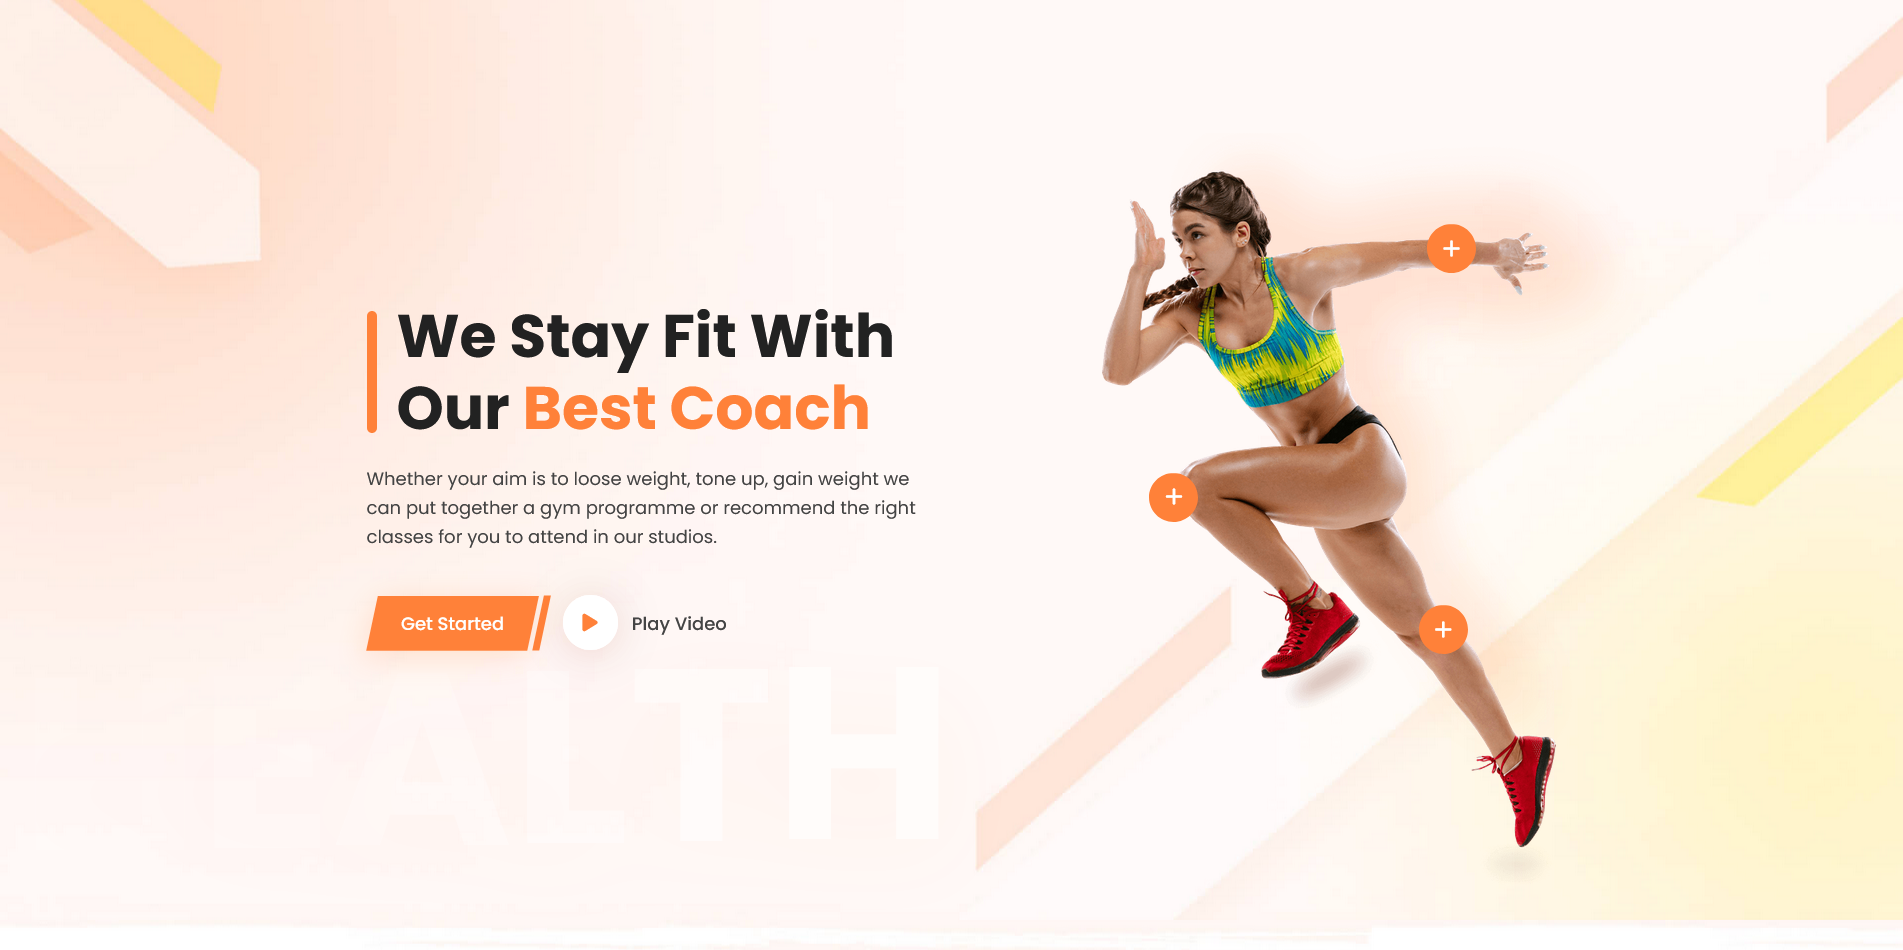 We Stay Fit With
Our Best Coach
Whether your aim is to loose weight, tone up, gain weight we
can put together a gym programme or recommend the right
classes for you to attend in our studios.
Get Started
Play Video
EALTH